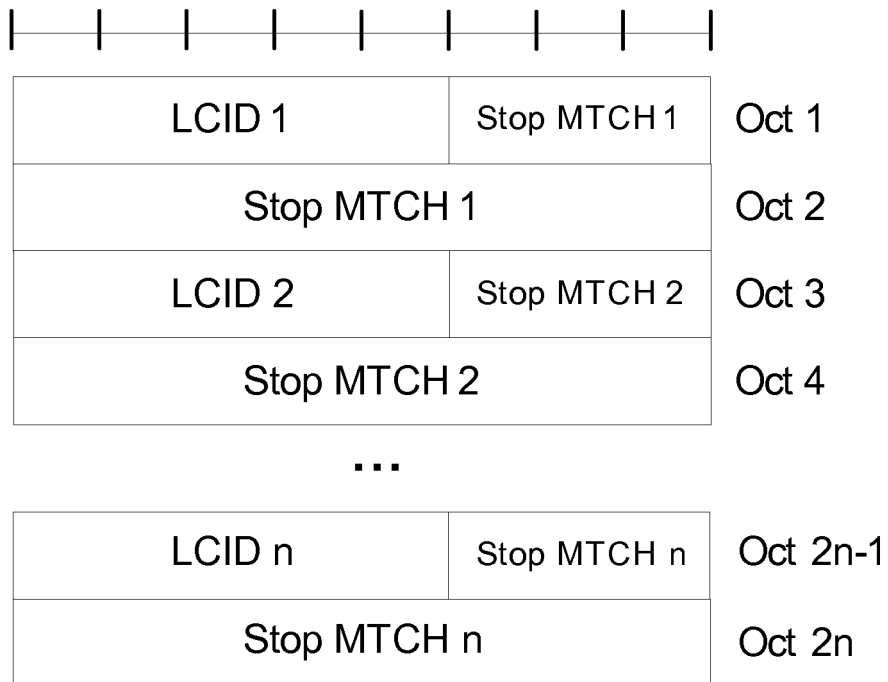 LCID 1 Stop MTCH 1 Oct 1
Stop MTCH 1 Oct 2
LCID 2 Stop MTCH 2 Oct 3
Stop MTCH 2 Oct 4
...
LCID n Stop MTCH n Oct 2n-1
Stop MTCH n Oct 2n